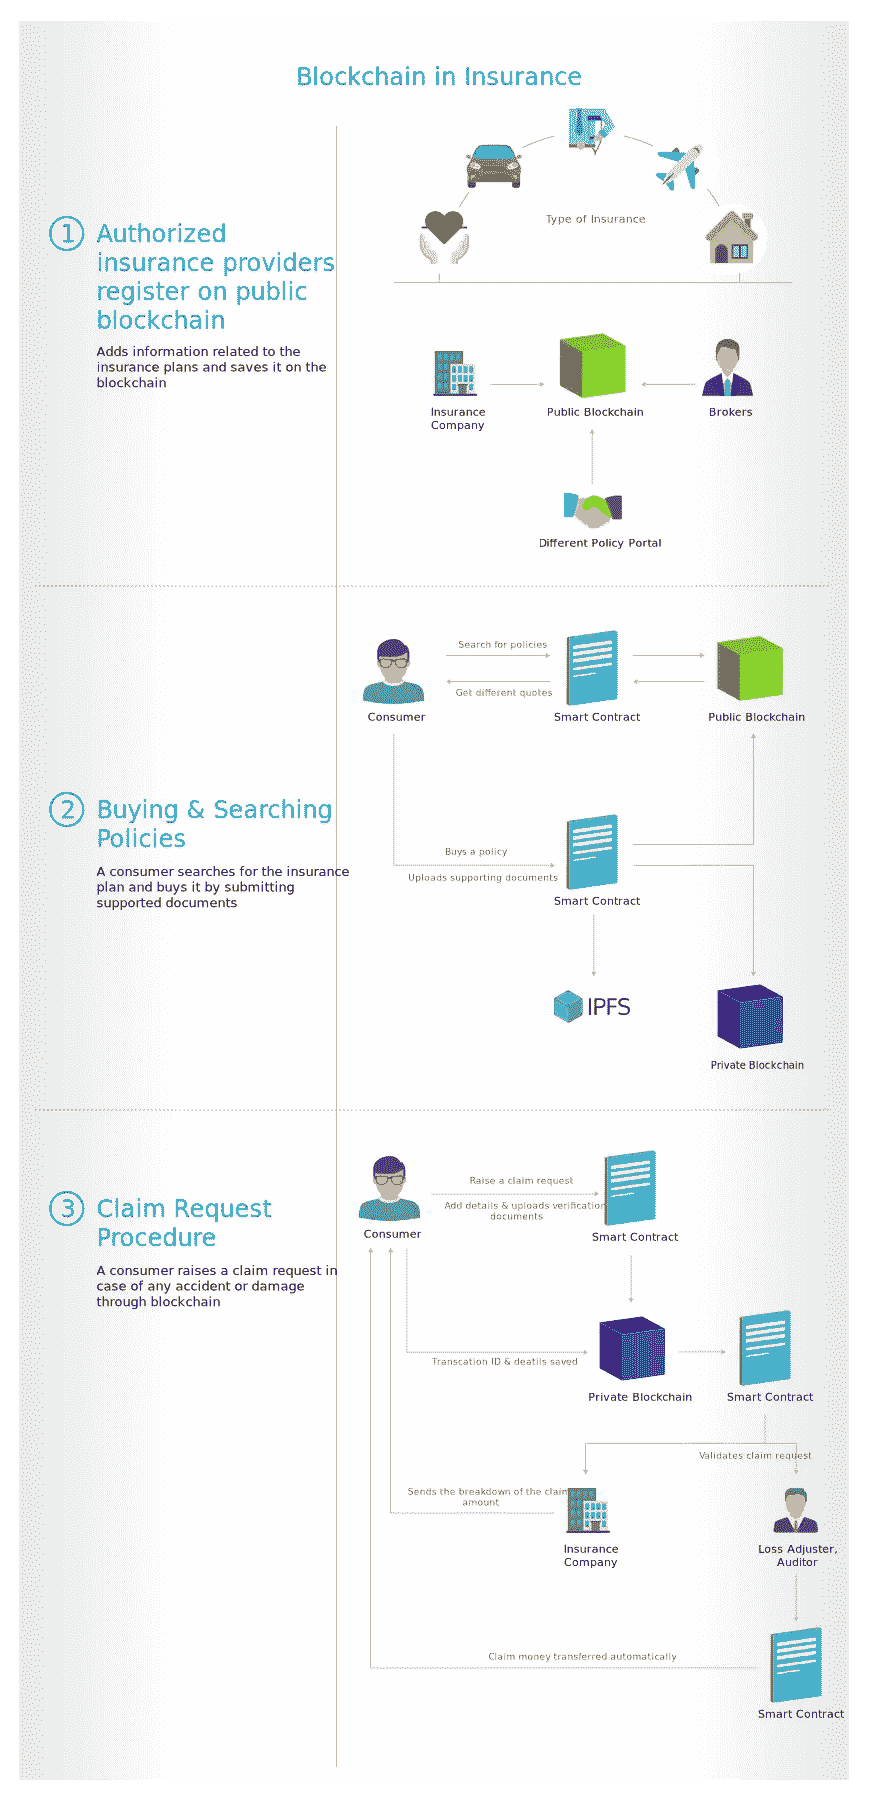 Blockchain in Insurance
Type of Insurance
1 Authorized
insurance providers
register on public
blockchain
Adds information related to the
insurance plans and saves it on the
blockchain
Insurance
Company
Public Blockchain
Brokers
Different Policy Portal
Search for policies
Get different quotes
Consumer
Smart Contract
Public Blockchain
2 Buying & Searching
Policies
A consumer searches for the insurance
plan and buys it by submitting
supported documents
Buys a policy
Uploads supporting documents
Smart Contract
IPFS
Private Blockchain
3 Claim Request
Procedure
A consumer raises a claim request in
case of any accident or damage
through blockchain
Raise a claim request
Add details & uploads verification
documents
Consumer
Smart Contract
Transcation ID & deatils saved
Private Blockchain
Smart Contract
Validates claim request
Sends the breakdown of the claim
amount
Insurance
Company
Loss Adjuster,
Auditor
Claim money transferred automatically
Smart Contract